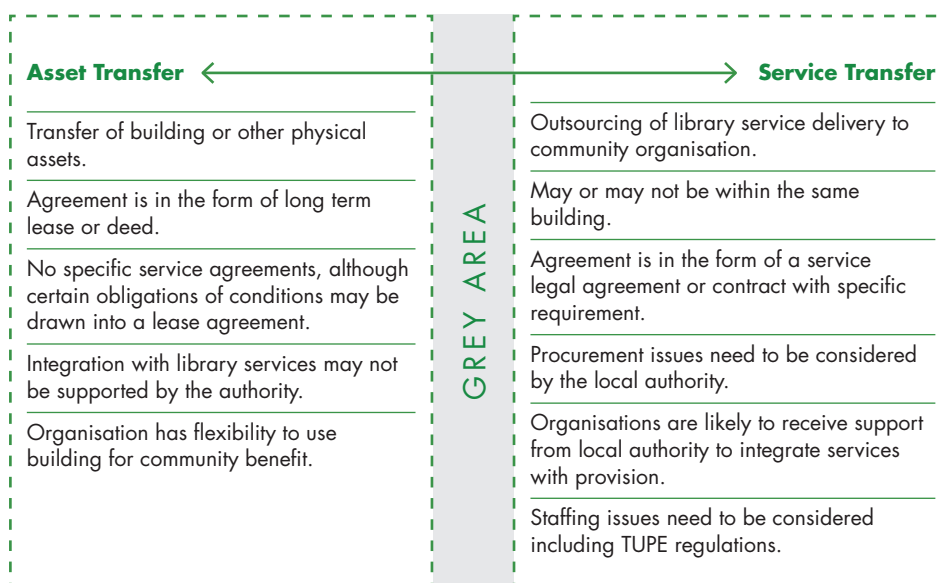 Asset Transfer
Transfer of building or other physical
assets.
Agreement is in the form of long term
lease or deed.
No specific service agreements, although
certain obligations of conditions may be
drawn into a lease agreement.
Integration with library services may not
be supported by the authority.
Organisation has flexibility to use
building for community benefit.
GREY AREA
Service Transfer
Outsourcing of library service delivery to
community organisation.
May or may not be within the same
building.
Agreement is in the form of a service
legal agreement or contract with specific
requirement.
Procurement issues need to be considered
by the local authority.
Organisations are likely to receive support
from local authority to integrate services
with provision.
Staffing issues need to be considered
including TUPE regulations.